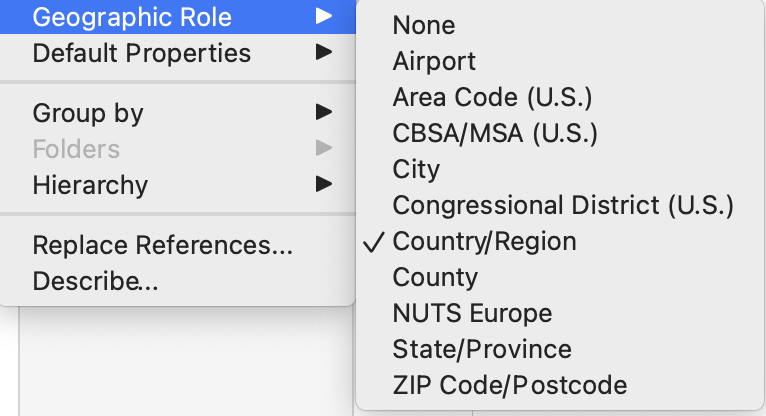 Geographic Role
Default Properties
Group by
Folders
Hierarchy
Replace References...
Describe...
None
Airport
Area Code (U.S.)
CBSA/MSA (U.S.)
City
Congressional District (U.S.)
Country/Region
County
NUTS Europe
State/Province
ZIP Code/Postcode